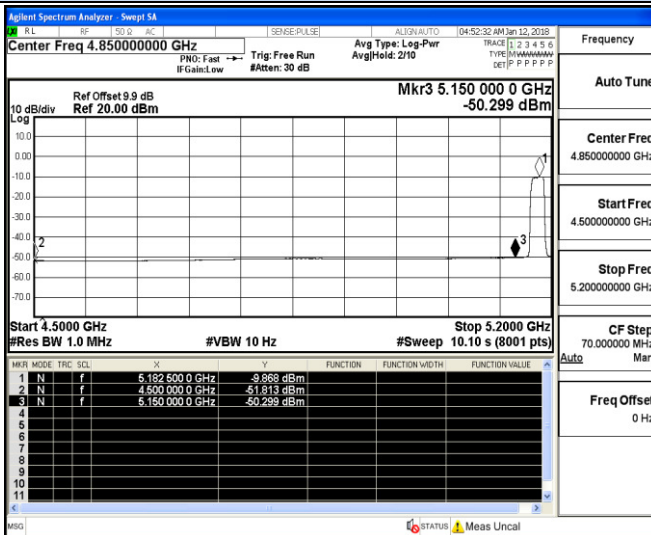 Agilent Spectrum Analyzer - Swept SA
RL RF 50 Ω AC SENSE:PULSE ALIGN AUTO 04:52:32 AM Jan 12, 2018
Center Freq 4.850000000 GHz
PNO: Fast
IFGain:Low
Trig: Free Run
#Atten: 30 dB
Avg Type: Log-Pwr
Avg|Hold: 2/10
TRACE 1 2 3 4 5 6
TYPE MWWWWW
DET P P P P P P
Frequency
Auto Tune
Center Freq
4.850000000 GHz
Start Freq
4.500000000 GHz
Stop Freq
5.200000000 GHz
CF Step
70.000000 MHz
Auto Man
Freq Offset
0 Hz
Ref Offset 9.9 dB
Ref 20.00 dBm
10 dB/div
Log
Mkr3 5.150 000 0 GHz
-50.299 dBm
10.0
0.00
-10.0
-20.0
-30.0
-40.0
-50.0
-60.0
-70.0
1
2
3
Start 4.5000 GHz Stop 5.2000 GHz
#Res BW 1.0 MHz #VBW 10 Hz #Sweep 10.10 s (8001 pts)
MKR MODE TRC SCL X Y FUNCTION FUNCTION WIDTH FUNCTION VALUE
1 N f 5.182 500 0 GHz -9.868 dBm
2 N f 4.500 000 0 GHz -51.813 dBm
3 N f 5.150 000 0 GHz -50.299 dBm
4
5
6
7
8
9
10
11
MSG STATUS Meas Uncal